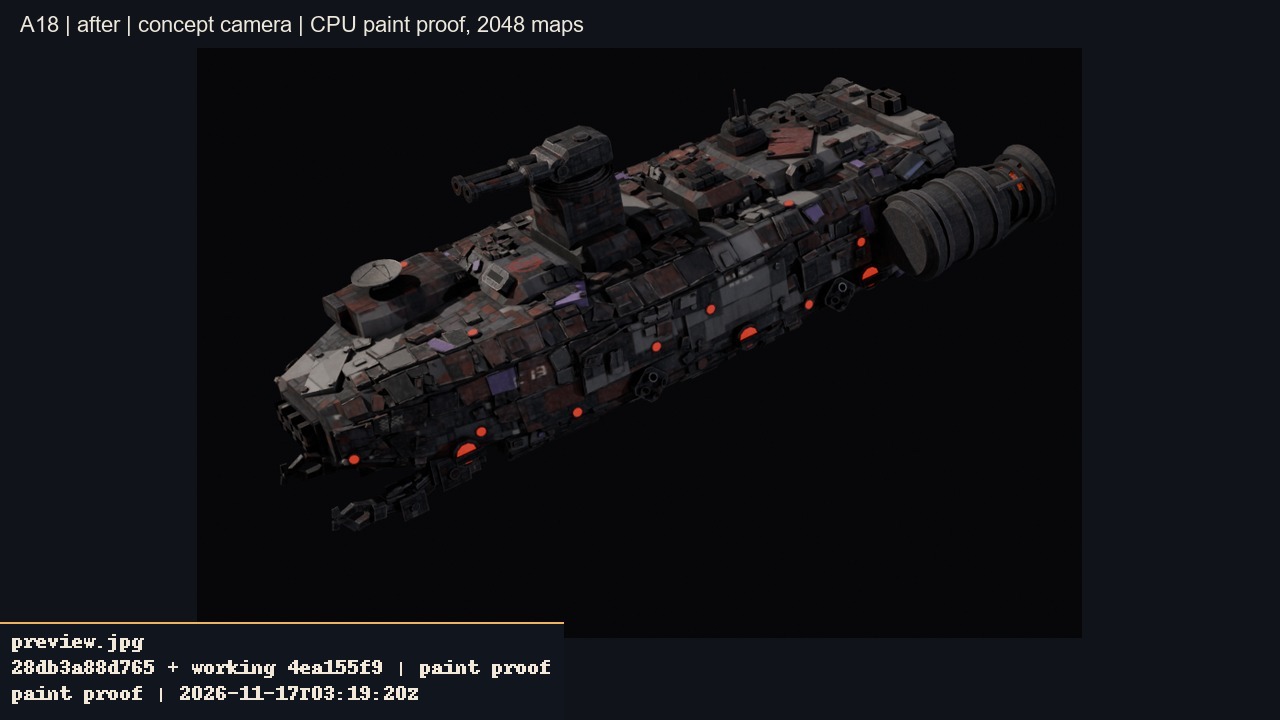 A18 | after | concept camera | CPU paint proof, 2048 maps
13
preview.jpg
28db3a88d765 + working 4ea155f9 | paint proof
paint proof | 2026-11-17T03:19:20Z